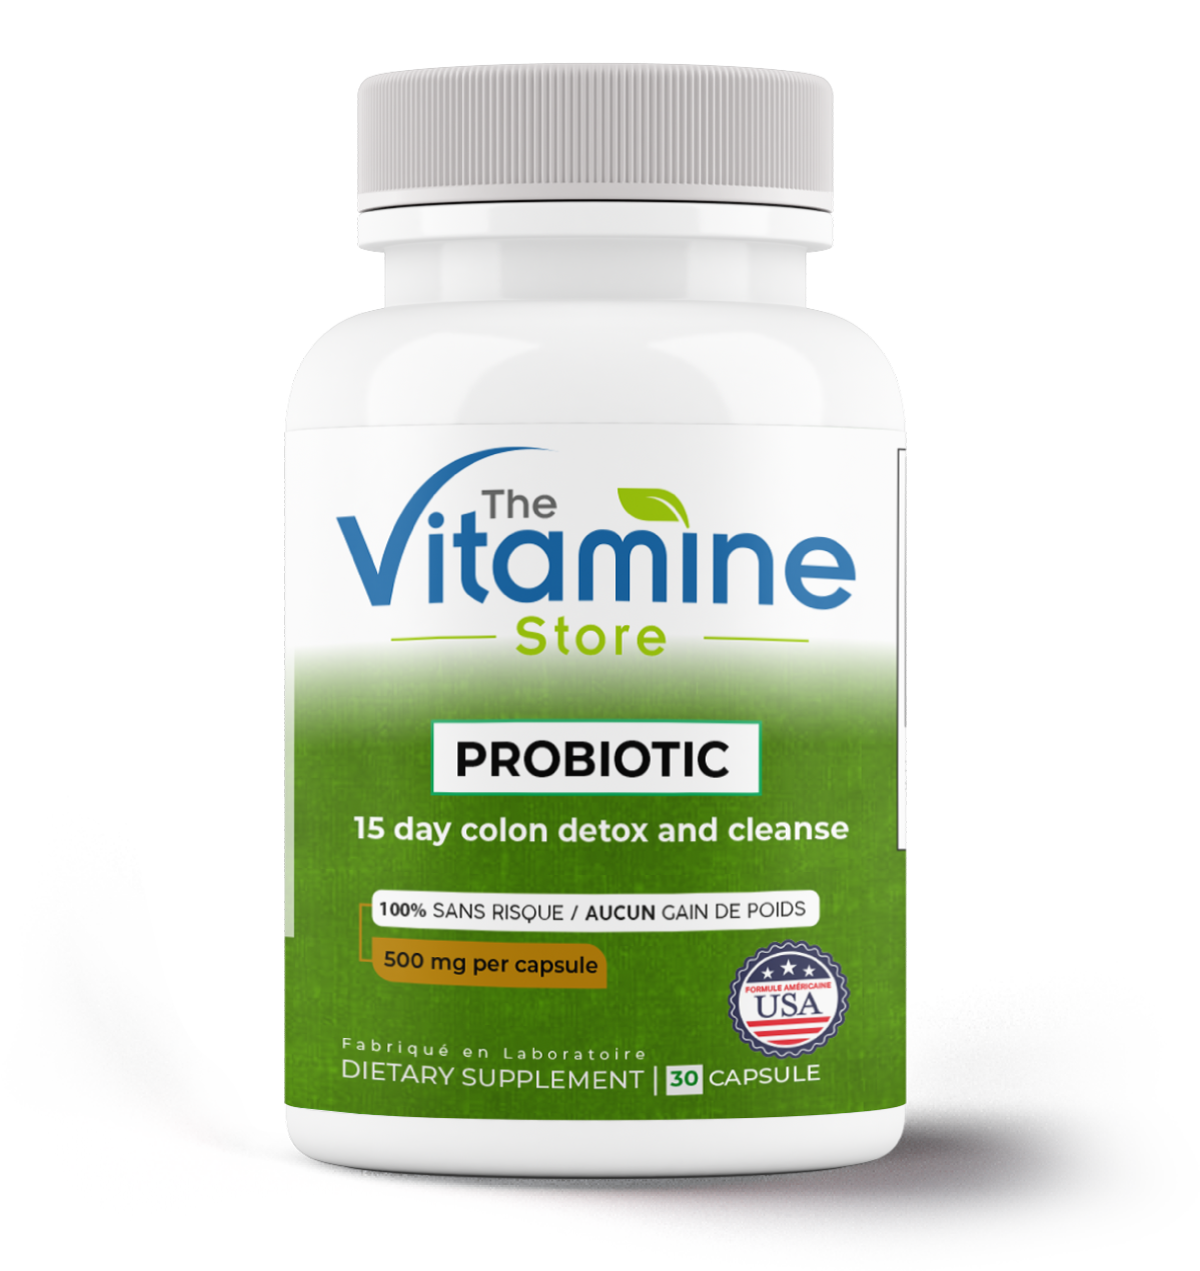 The
Vitamine
Store
PROBIOTIC
15 day colon detox and cleanse
100% SANS RISQUE / AUCUN GAIN DE POIDS
500 mg per capsule
FORMULE AMÉRICAINE
USA
Fabriqué en Laboratoire
DIETARY SUPPLEMENT | 30 CAPSULE